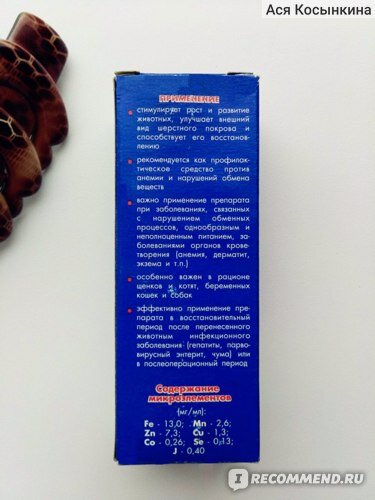 Ася Косынкина
ПРИМЕНЕНИЕ
стимулирует рост и развитие
животных, улучшает внешний
вид шерстного покрова и
способствует его восстанов-
лению
рекомендуется как профилак-
тическое средство против
анемии и нарушений обмена
веществ
важно применение препарата
при заболеваниях, связанных
с нарушением обменных
процессов, однообразным и
неполноценным питанием, за-
болеваниями органов крове-
творения (анемия, дерматит,
экзема и т.п.)
особенно важен в рационе
щенков и котят, беременных
кошек и собак
эффективно применение пре-
парата в восстановительный
период после перенесенного
животным инфекционного
заболевания (гепатиты, парво-
вирусный энтерит, чума) или
в послеоперационный период
Содержание
микроэлементов
(мг/мл):
Fe - 13,0; Mn - 2,6;
Zn - 7,3; Cu - 1,3;
Co - 0,26; Se - 0,13;
J - 0,40
IRECOMMEND.RU